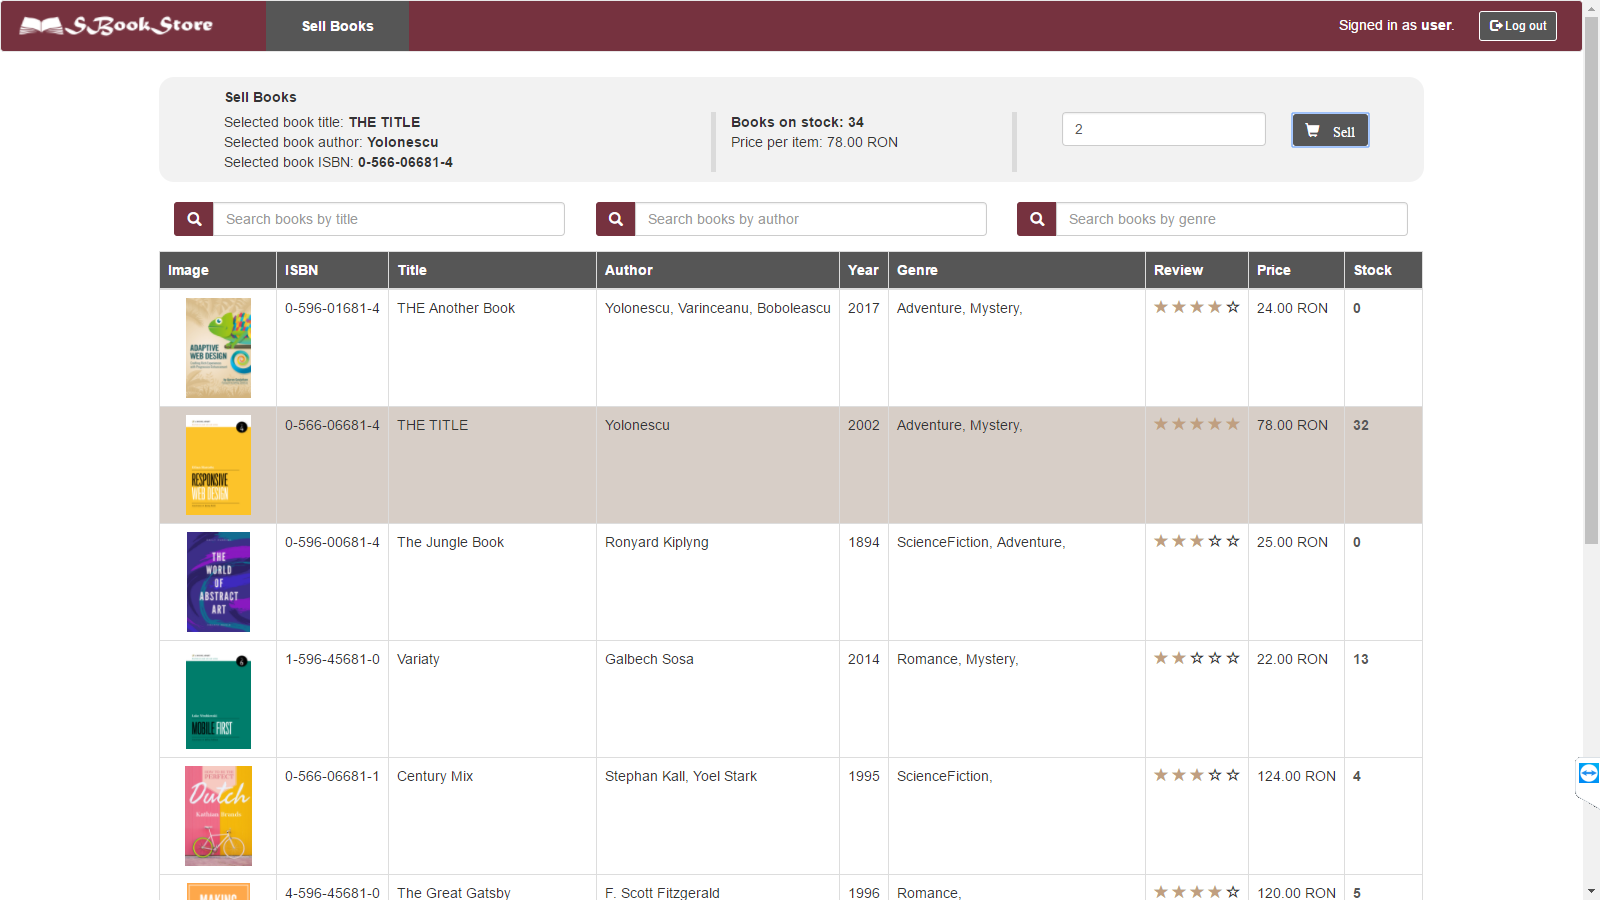 SBookStore
Sell Books
Signed in as user.
Log out
Sell Books
Selected book title: THE TITLE
Selected book author: Yolonescu
Selected book ISBN: 0-566-06681-4
Books on stock: 34
Price per item: 78.00 RON
2
Sell
Search books by title
Search books by author
Search books by genre
Image ISBN Title Author Year Genre Review Price Stock
0-596-01681-4 THE Another Book Yolonescu, Varinceanu, Boboleascu 2017 Adventure, Mystery, 24.00 RON 0
ADAPTIVE
WEB DESIGN
0-566-06681-4 THE TITLE Yolonescu 2002 Adventure, Mystery, 78.00 RON 32
RESPONSIVE
WEB DESIGN
0-596-00681-4 The Jungle Book Ronyard Kiplyng 1894 ScienceFiction, Adventure, 25.00 RON 0
THE
WORLD
OF
ABSTRACT
ART
1-596-45681-0 Variaty Galbech Sosa 2014 Romance, Mystery, 22.00 RON 13
MOBILE FIRST
0-566-06681-1 Century Mix Stephan Kall, Yoel Stark 1995 ScienceFiction, 124.00 RON 4
PERFECT
Dutch
4-596-45681-0 The Great Gatsby F. Scott Fitzgerald 1996 Romance, 120.00 RON 5
MAKING